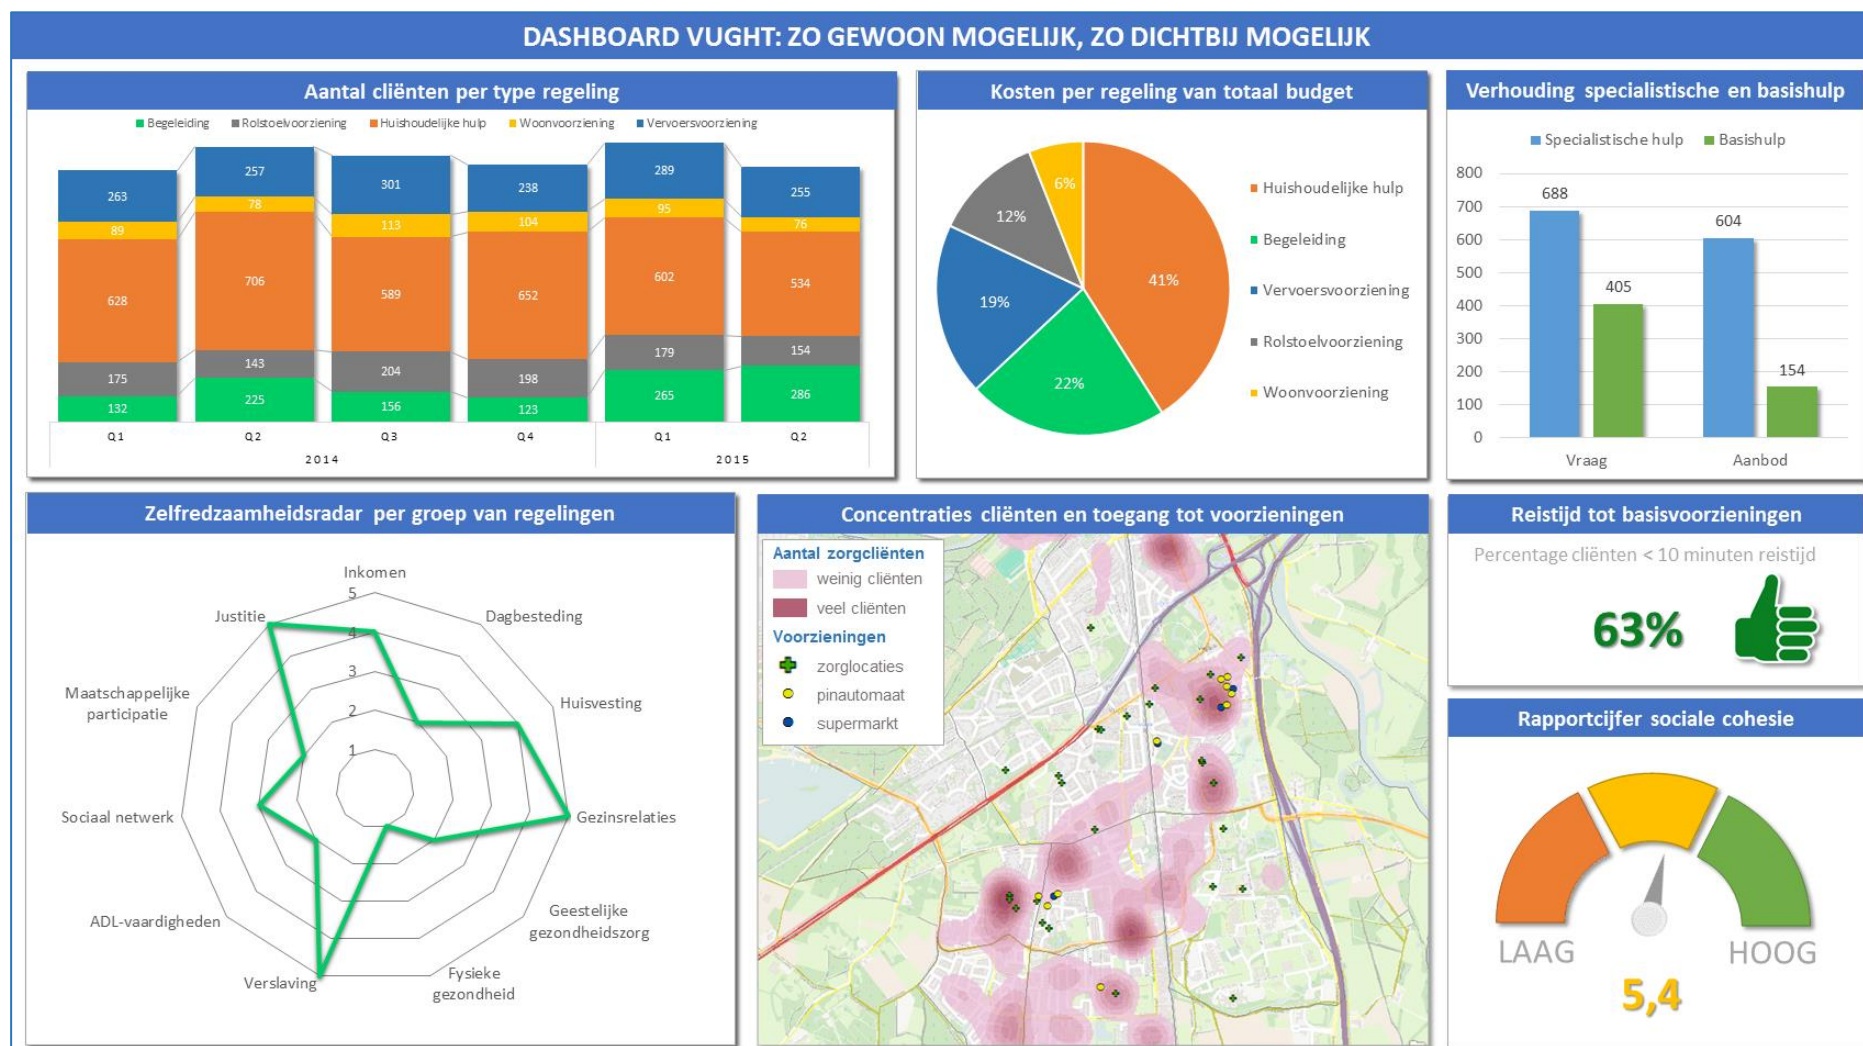 DASHBOARD VUGHT: ZO GEWOON MOGELIJK, ZO DICHTBIJ MOGELIJK
Aantal cliënten per type regeling
Begeleiding Rolstoelvoorziening Huishoudelijke hulp Woonvoorziening Vervoersvoorziening
263 257 301 238 289 255
89 78 113 104 95 76
628 706 589 652 602 534
175 143 204 198 179 154
132 225 156 123 265 286
Q1 Q2 Q3 Q4 Q1 Q2
2014 2015
Kosten per regeling van totaal budget
6%
12%
41%
19%
22%
Huishoudelijke hulp
Begeleiding
Vervoersvoorziening
Rolstoelvoorziening
Woonvoorziening
Verhouding specialistische en basishulp
Specialistische hulp Basishulp
800
700
600
500
400
300
200
100
0
688
405
604
154
Vraag Aanbod
Zelfredzaamheidsradar per groep van regelingen
Inkomen
Dagbesteding
Huisvesting
Gezinsrelaties
Geestelijke
gezondheidszorg
Fysieke
gezondheid
Verslaving
ADL-vaardigheden
Sociaal netwerk
Maatschappelijke
participatie
Justitie
5
4
3
2
1
Concentraties cliënten en toegang tot voorzieningen
Aantal zorgcliënten
weinig cliënten
veel cliënten
Voorzieningen
zorglocaties
pinautomaat
supermarkt
Reistijd tot basisvoorzieningen
Percentage cliënten < 10 minuten reistijd
63%
Rapportcijfer sociale cohesie
LAAG HOOG
5,4